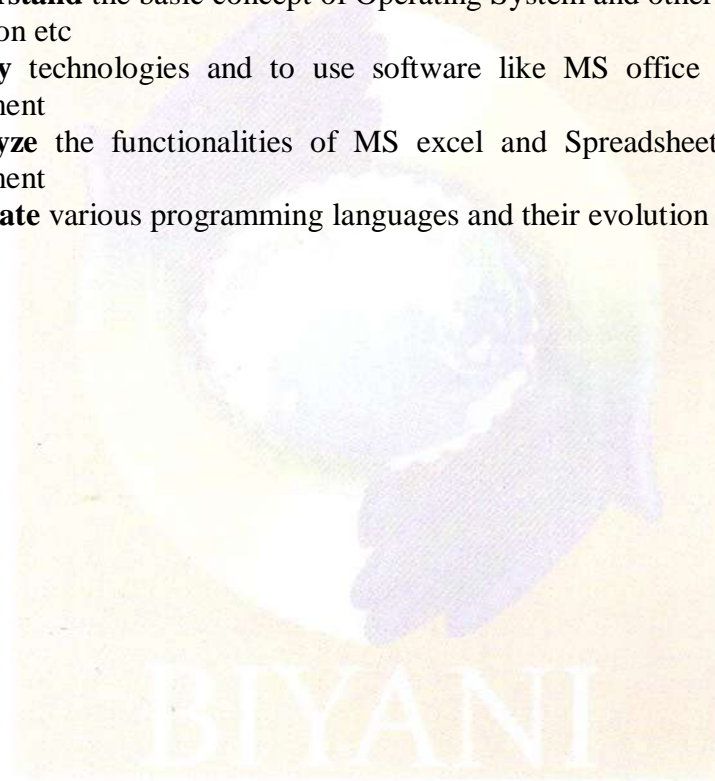 rstand the basic concept of Operating System and other
on etc
y technologies and to use software like MS office
nent
yze the functionalities of MS excel and Spreadsheet
nent
ate various programming languages and their evolution
BIYANI